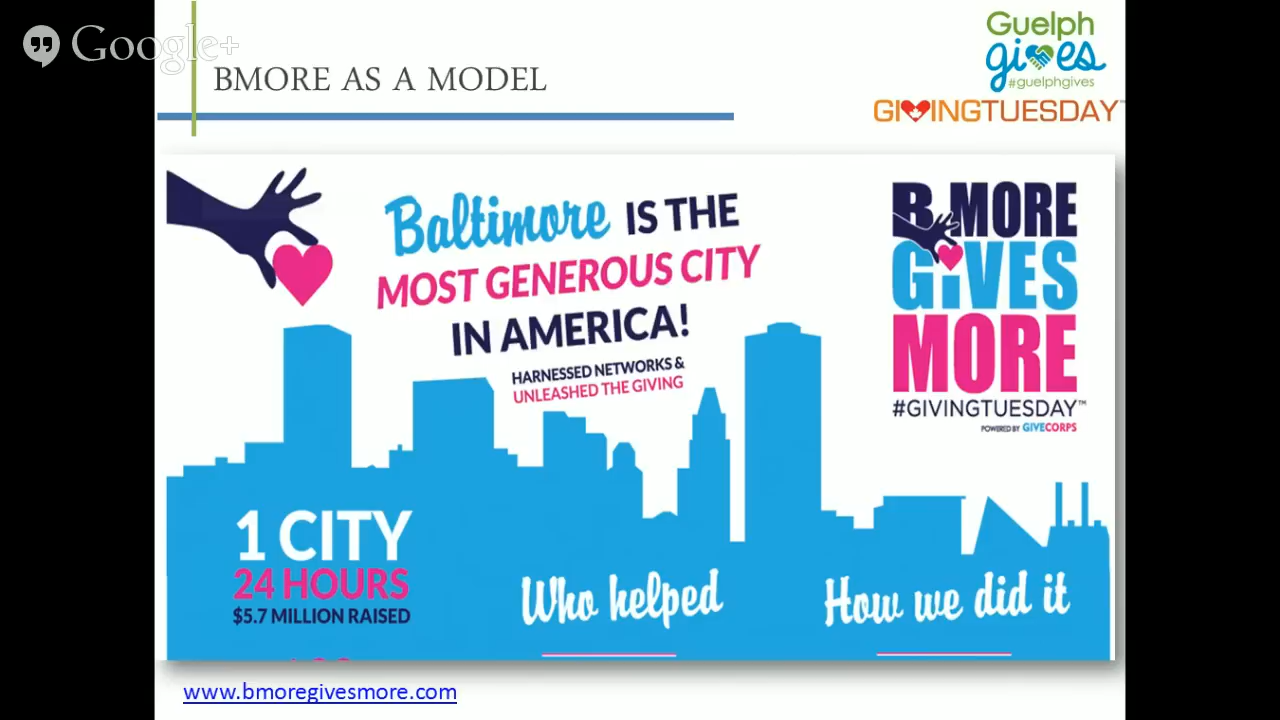 Google+
BMORE AS A MODEL
Guelph
gives
#guelphgives
GIVINGTUESDAY™
Baltimore IS THE
MOST GENEROUS CITY
IN AMERICA!
HARNESSED NETWORKS &
UNLEASHED THE GIVING
B MORE
GIVES
MORE
#GIVINGTUESDAY™
POWERED BY GIVECORPS
1 CITY
24 HOURS
$5.7 MILLION RAISED
Who helped
How we did it
www.bmoregivesmore.com